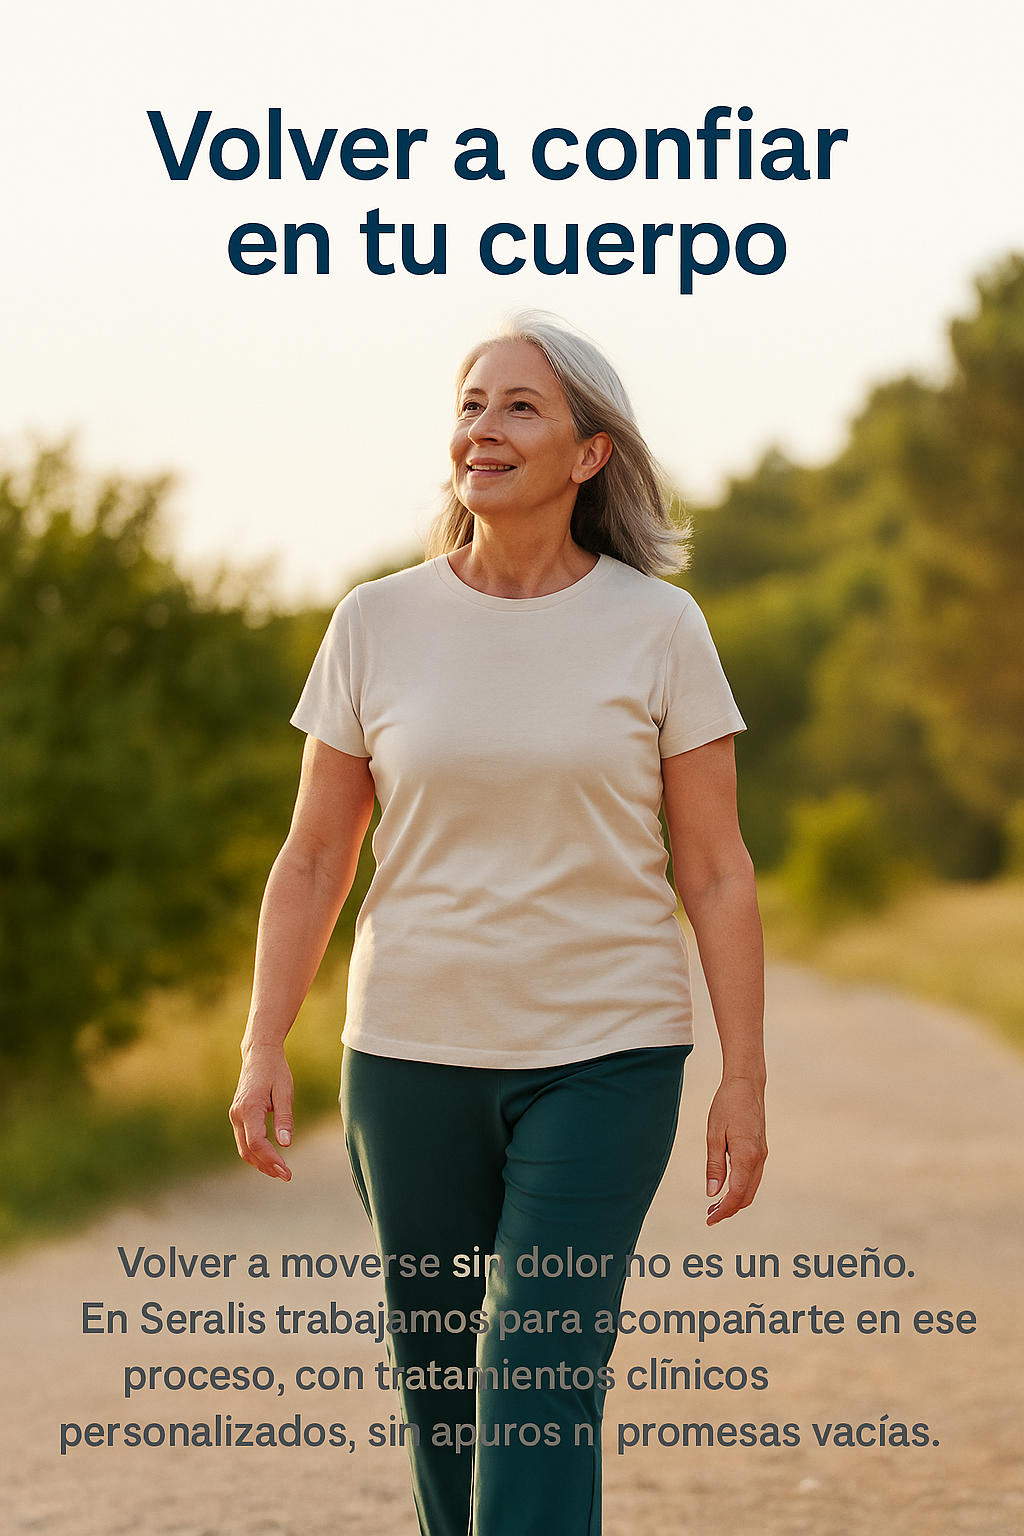 Volver a confiar
en tu cuerpo
Volver a moverse sin dolor no es un sueño.
En Seralis trabajamos para acompañarte en ese
proceso, con tratamientos clínicos
personalizados, sin apuros ni promesas vacías.